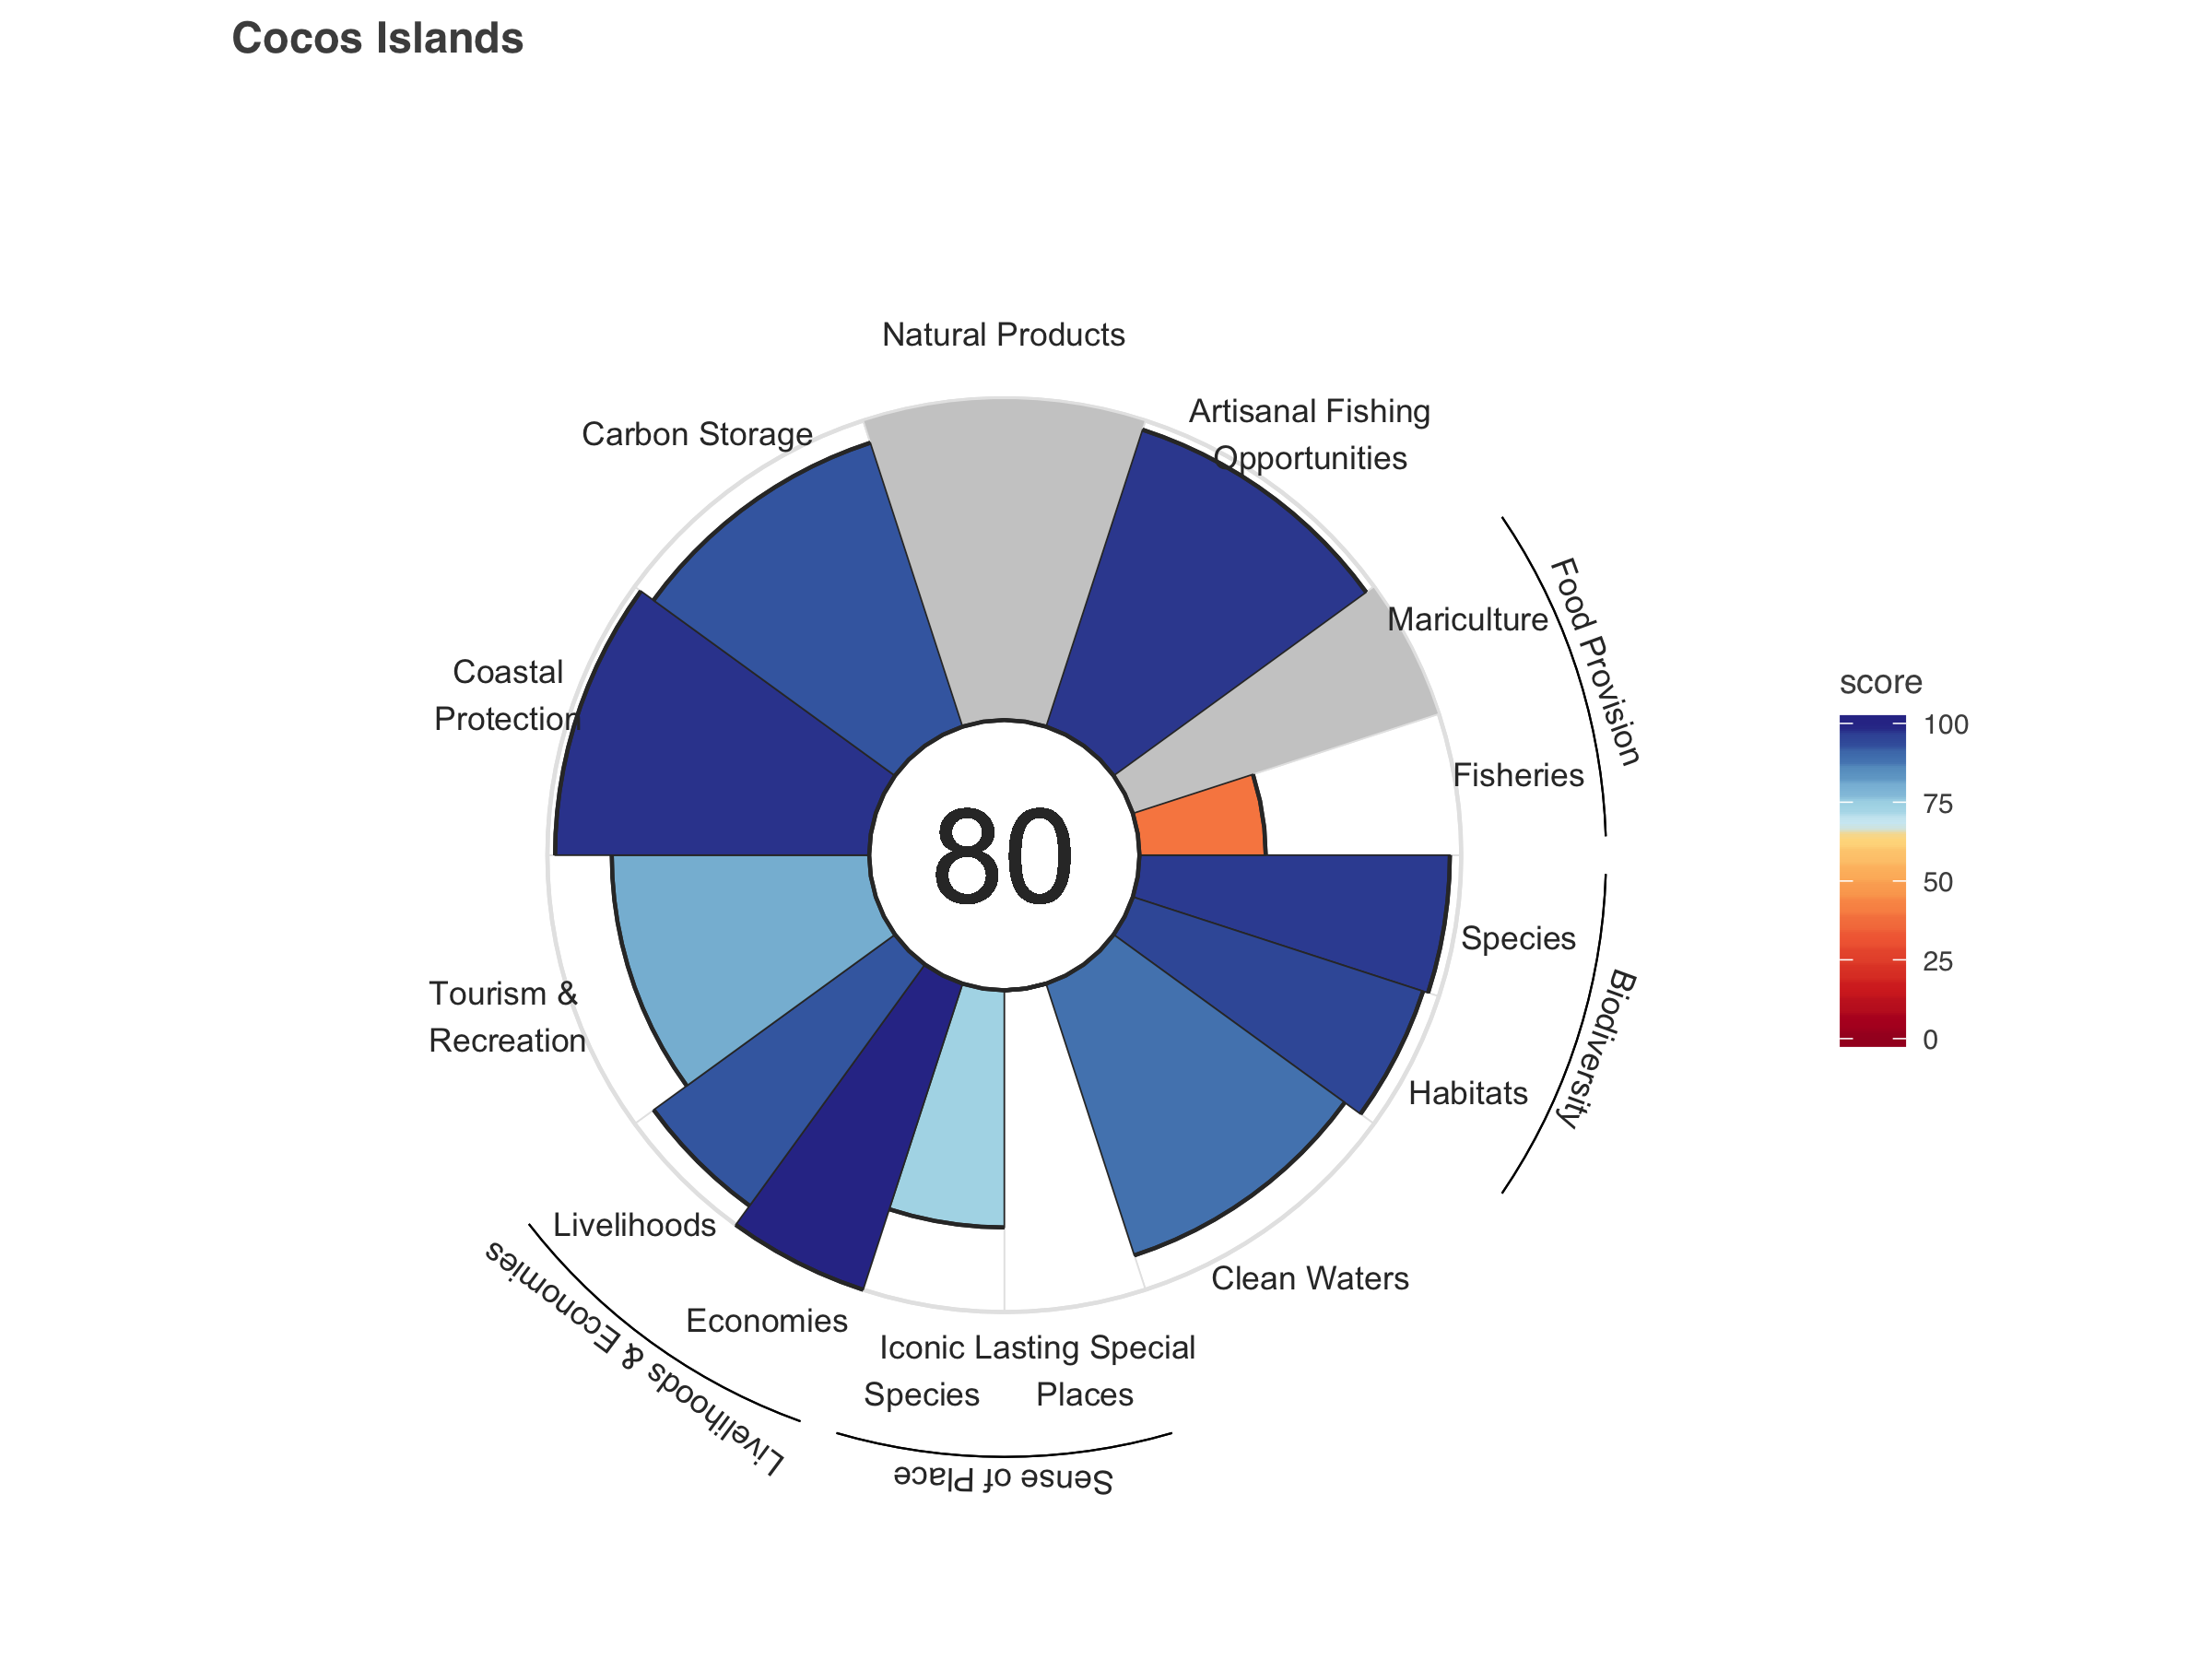 Cocos Islands
Natural Products
Artisanal Fishing
Opportunities
Carbon Storage
Mariculture
Food Provision
Fisheries
Coastal
Protection
80
Species
Biodiversity
Habitats
Tourism &
Recreation
Clean Waters
Livelihoods
Economies
Livelihoods & Economies
Iconic
Species
Lasting Special
Places
Sense of Place
score
100
75
50
25
0